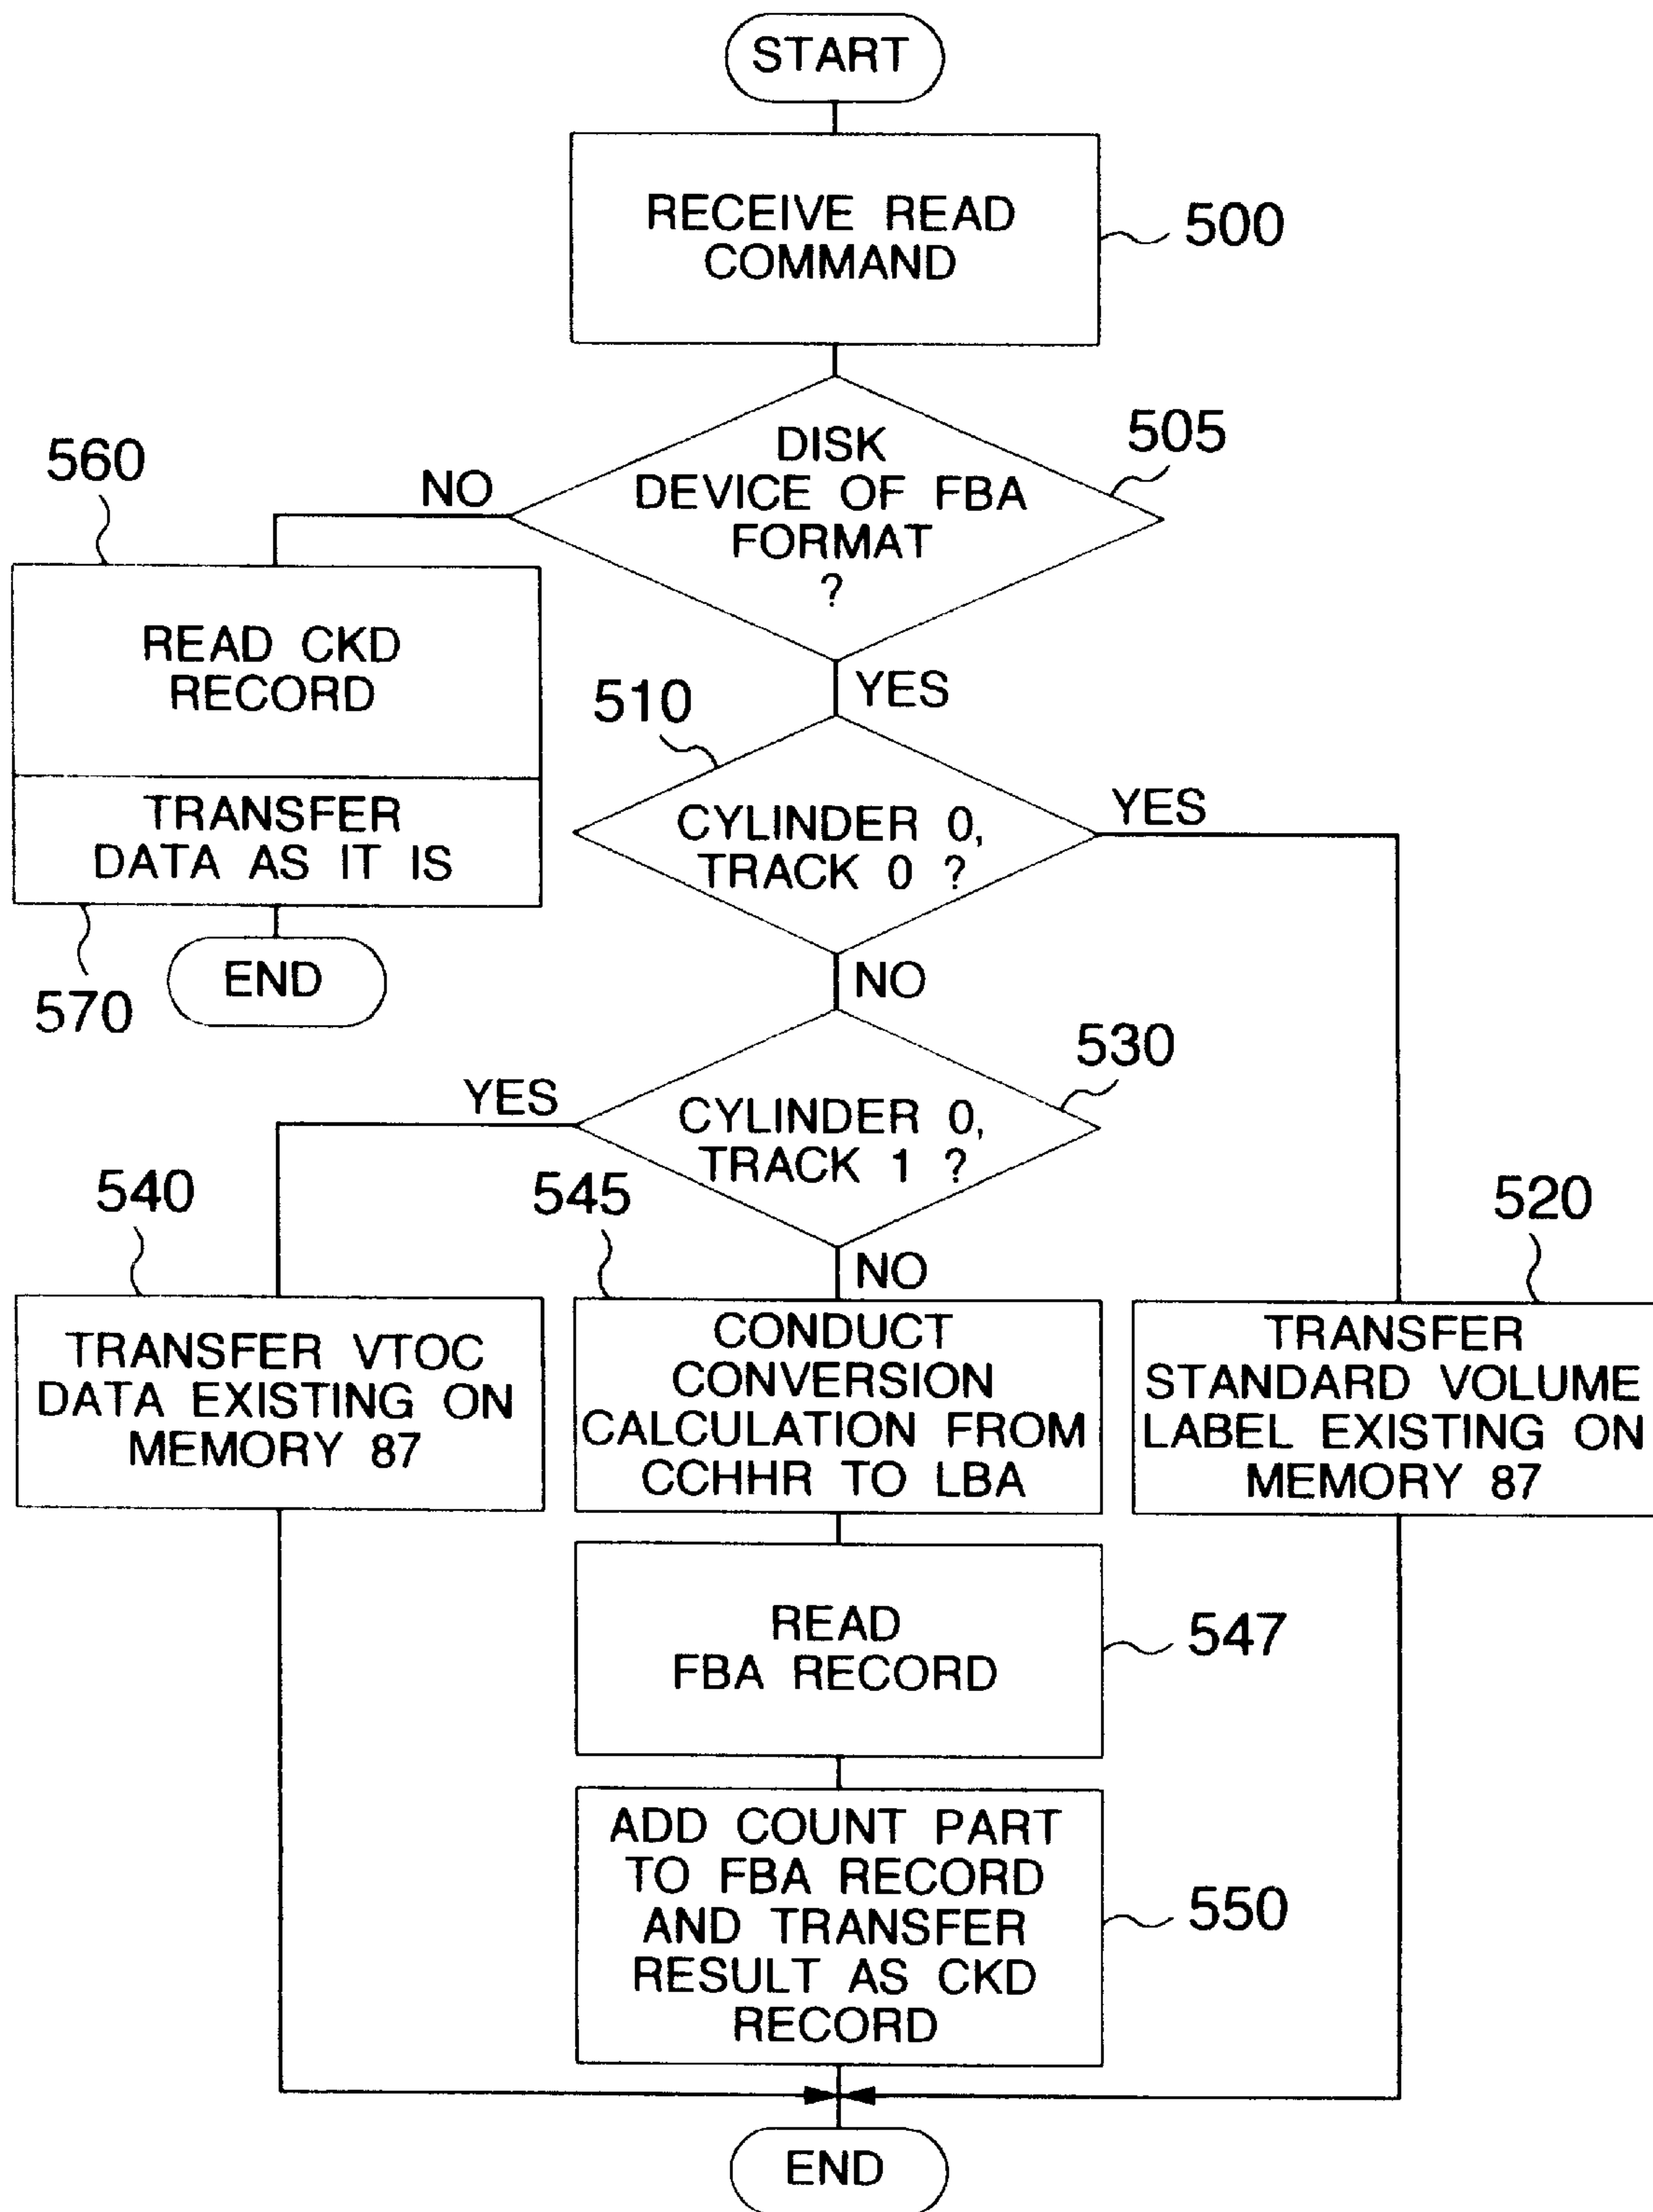 START
RECEIVE READ
COMMAND
500
DISK
DEVICE OF FBA
FORMAT
?
505
NO
560
READ CKD
RECORD
TRANSFER
DATA AS IT IS
570
END
YES
510
CYLINDER 0,
TRACK 0 ?
YES
NO
530
CYLINDER 0,
TRACK 1 ?
YES
540
TRANSFER VTOC
DATA EXISTING ON
MEMORY 87
NO
545
CONDUCT
CONVERSION
CALCULATION FROM
CCHHR TO LBA
520
TRANSFER
STANDARD VOLUME
LABEL EXISTING ON
MEMORY 87
READ
FBA RECORD
547
ADD COUNT PART
TO FBA RECORD
AND TRANSFER
RESULT AS CKD
RECORD
550
END